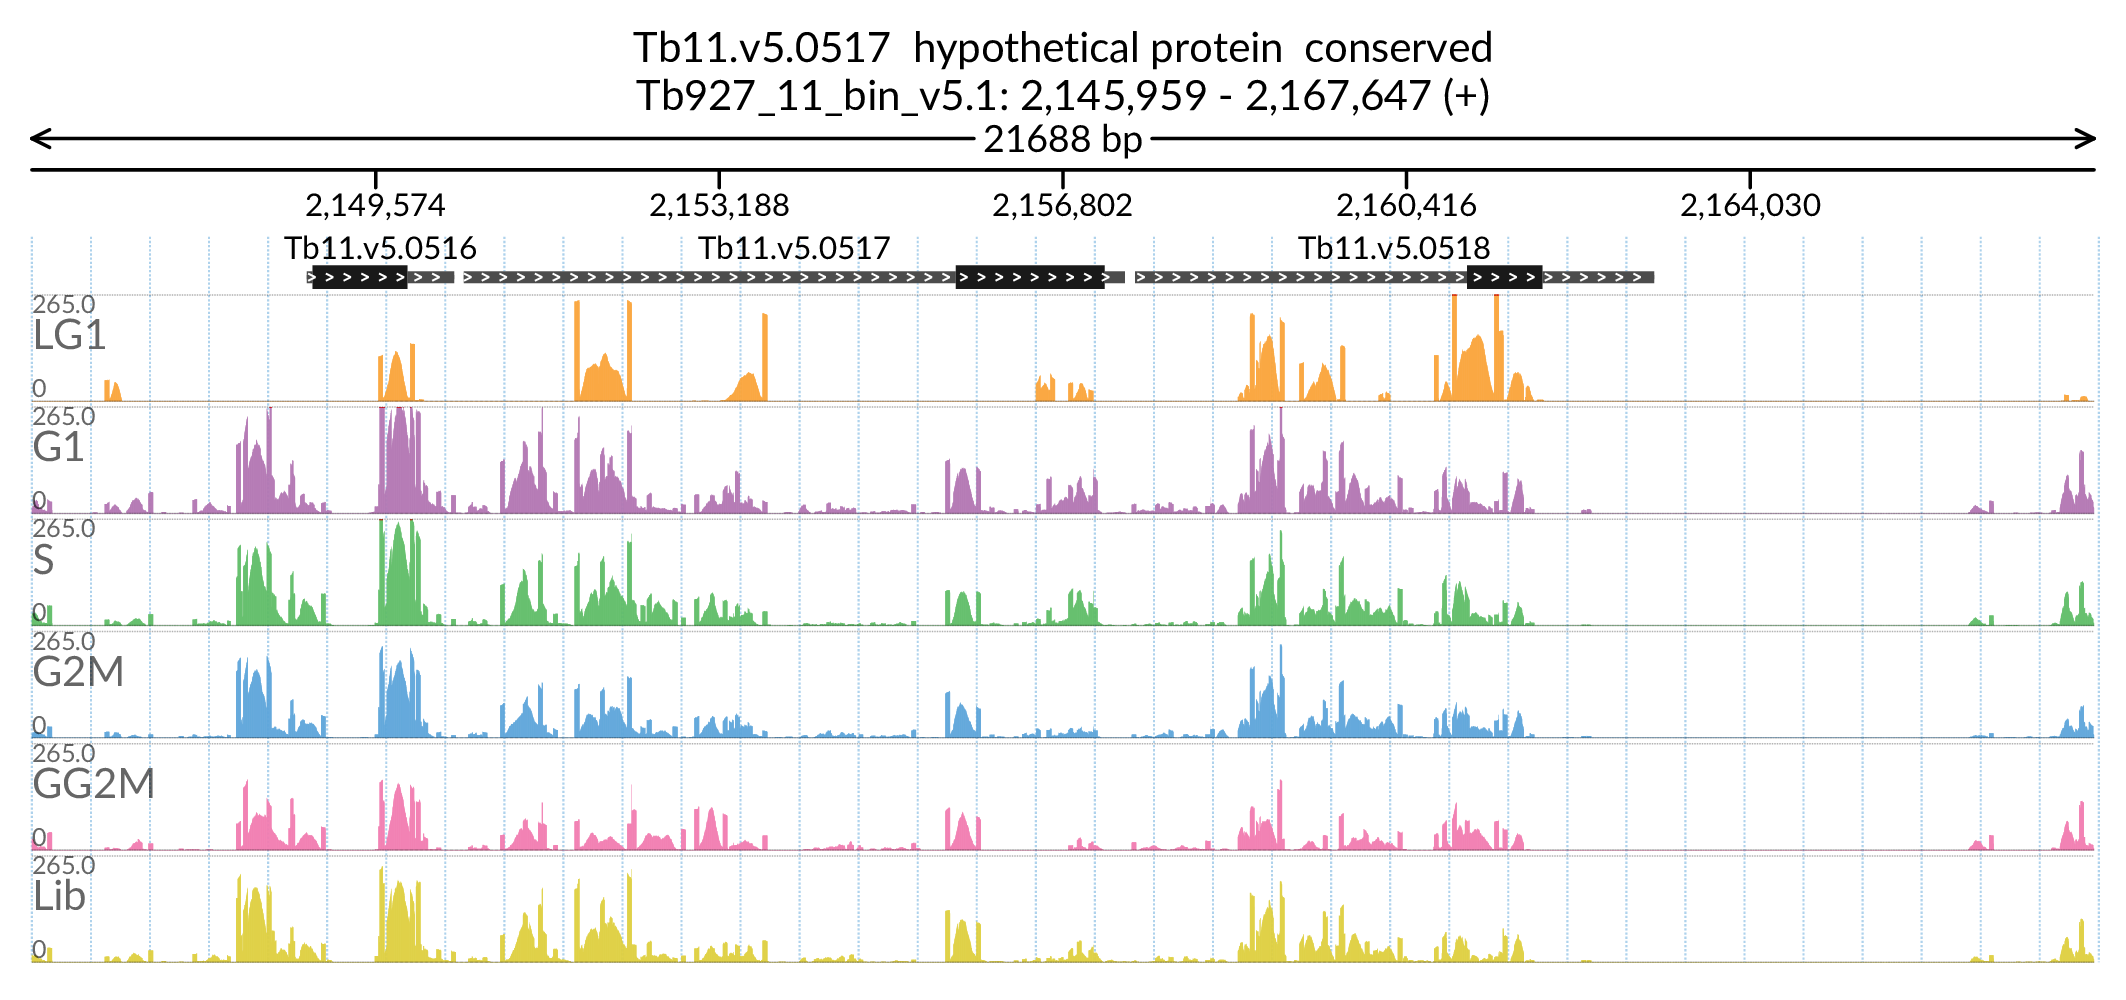 Tb11.v5.0517 hypothetical protein conserved
Tb927_11_bin_v5.1: 2,145,959 - 2,167,647 (+)
21688 bp
2,149,574 2,153,188 2,156,802 2,160,416 2,164,030
Tb11.v5.0516 Tb11.v5.0517 Tb11.v5.0518
265.0
LG1
0
265.0
G1
0
265.0
S
0
265.0
G2M
0
265.0
GG2M
0
265.0
Lib
0